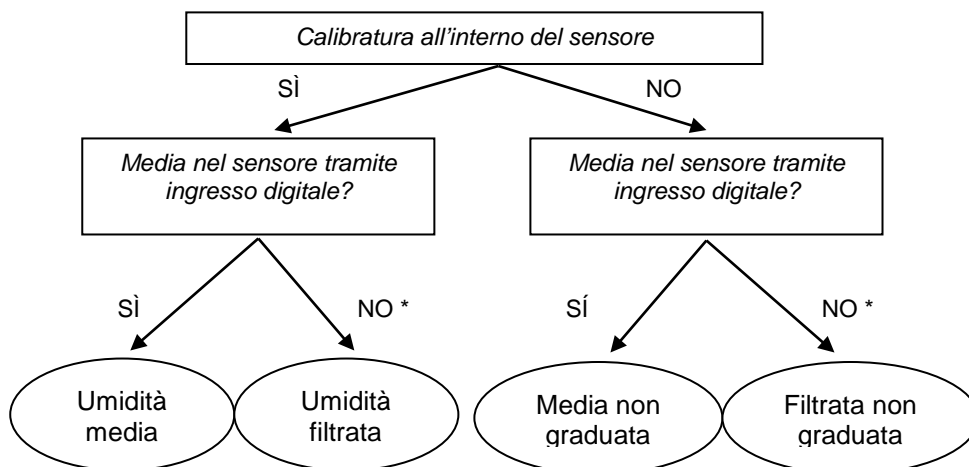 Calibratura all'interno del sensore
SÌ
NO
Media nel sensore tramite
ingresso digitale?
Media nel sensore tramite
ingresso digitale?
SÌ
NO *
SÍ
NO *
Umidità
media
Umidità
filtrata
Media non
graduata
Filtrata non
graduata